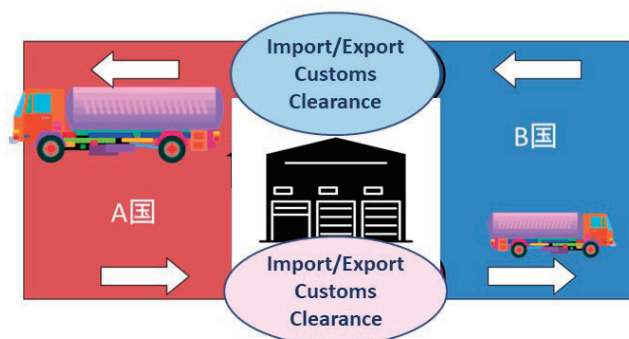 Import/Export
Customs
Clearance
B国
A国
Import/Export
Customs
Clearance